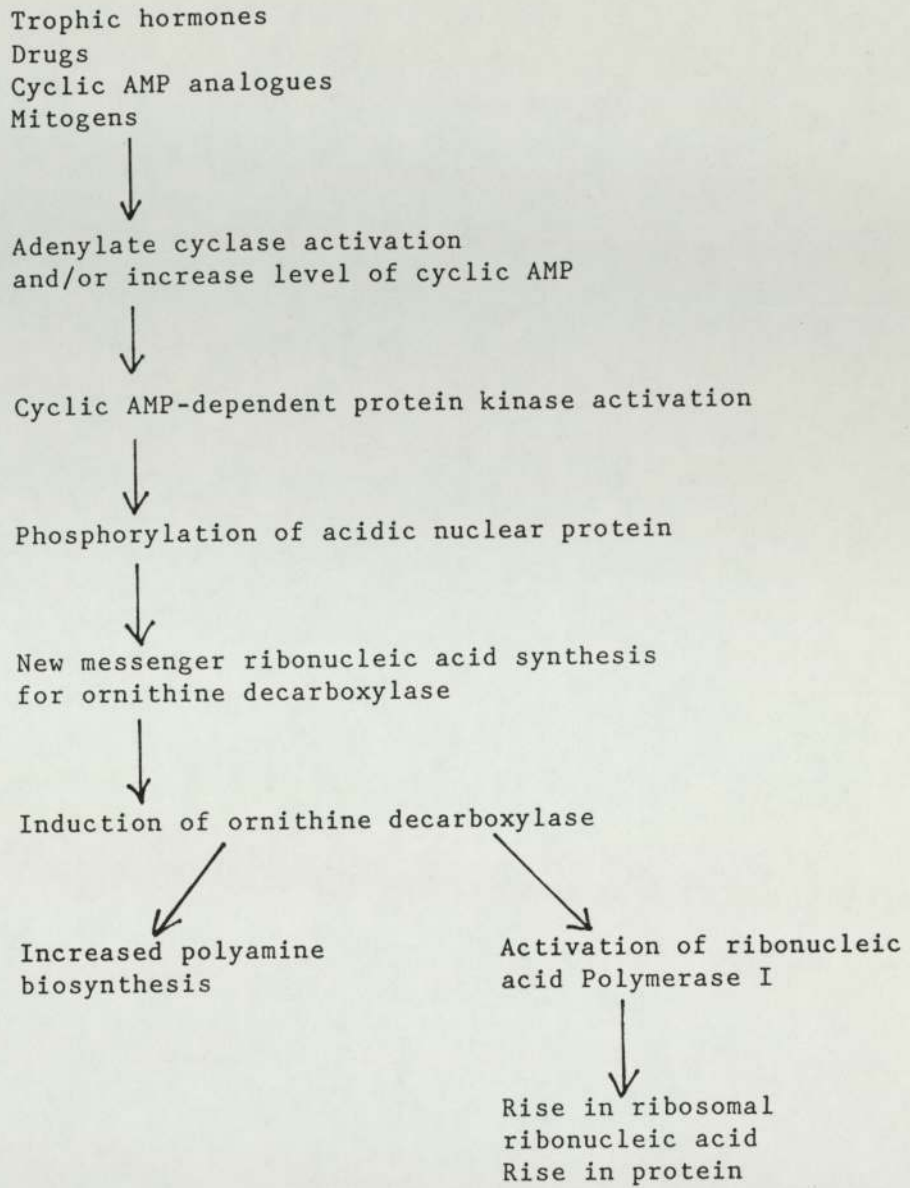 Trophic hormones
Drugs
Cyclic AMP analogues
Mitogens
Adenylate cyclase activation
and/or increase level of cyclic AMP
Cyclic AMP-dependent protein kinase activation
Phosphorylation of acidic nuclear protein
New messenger ribonucleic acid synthesis
for ornithine decarboxylase
Induction of ornithine decarboxylase
Increased polyamine
biosynthesis
Activation of ribonucleic
acid Polymerase I
Rise in ribosomal
ribonucleic acid
Rise in protein